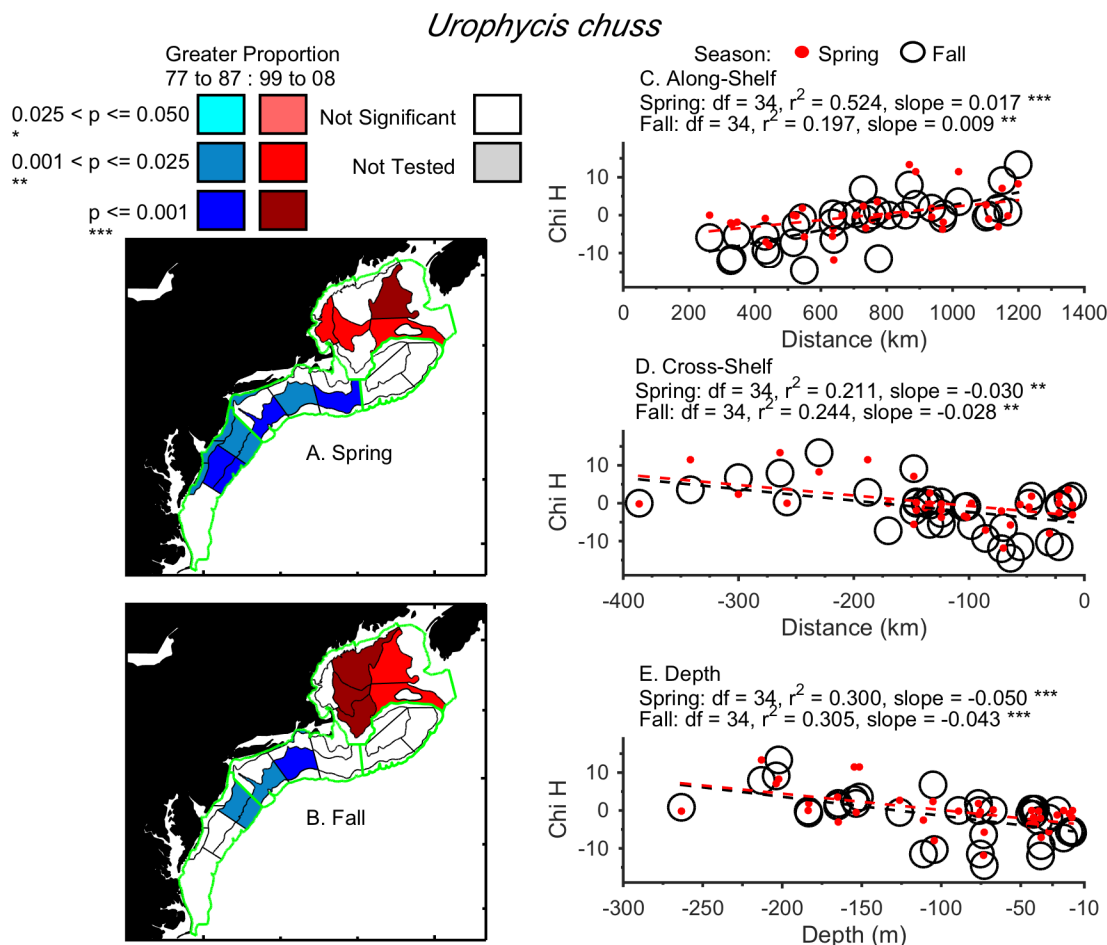 Urophycis chuss
Greater Proportion
77 to 87 : 99 to 08
0.025 < p <= 0.050
*
0.001 < p <= 0.025
**
p <= 0.001
***
Not Significant
Not Tested
A. Spring
B. Fall
Season: Spring Fall
C. Along-Shelf
Spring: df = 34, r² = 0.524, slope = 0.017 ***
Fall: df = 34, r² = 0.197, slope = 0.009 **
Chi H
10
0
-10
0 200 400 600 800 1000 1200 1400
Distance (km)
D. Cross-Shelf
Spring: df = 34, r² = 0.211, slope = -0.030 **
Fall: df = 34, r² = 0.244, slope = -0.028 **
Chi H
10
0
-10
-400 -300 -200 -100 0
Distance (km)
E. Depth
Spring: df = 34, r² = 0.300, slope = -0.050 ***
Fall: df = 34, r² = 0.305, slope = -0.043 ***
Chi H
10
0
-10
-300 -250 -200 -150 -100 -50 -10
Depth (m)